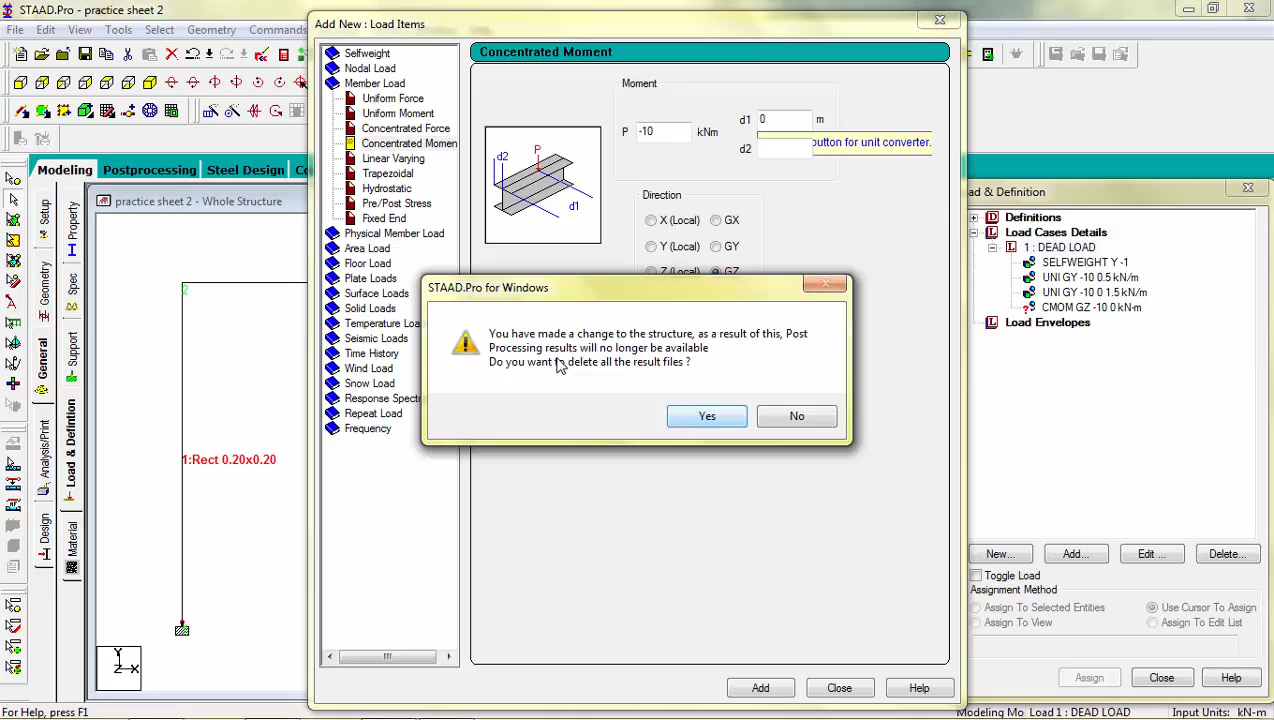 STAAD.Pro - practice sheet 2
File Edit View Tools Select Geometry Commands
Modeling Postprocessing Steel Design
practice sheet 2 - Whole Structure
Setup
Geometry
General
Analysis/Print
Design
Property
Spec
Support
Load & Definition
Material
2
1:Rect 0.20x0.20
Y
Z X
Add New : Load Items
Selfweight
Nodal Load
Member Load
Uniform Force
Uniform Moment
Concentrated Force
Concentrated Momen
Linear Varying
Trapezoidal
Hydrostatic
Pre/Post Stress
Fixed End
Physical Member Load
Area Load
Floor Load
Plate Loads
Surface Loads
Solid Loads
Temperature Loa
Seismic Loads
Time History
Wind Load
Snow Load
Response Spectr
Repeat Load
Frequency
Concentrated Moment
d2
P
d1
Moment
P -10 kNm
d1 0 m
d2
button for unit converter.
Direction
X (Local) GX
Y (Local) GY
Z (Local) GZ
STAAD.Pro for Windows
You have made a change to the structure, as a result of this, Post
Processing results will no longer be available
Do you want to delete all the result files ?
Yes No
Add Close Help
ad & Definition
Definitions
Load Cases Details
1 : DEAD LOAD
SELFWEIGHT Y -1
UNI GY -10 0.5 kN/m
UNI GY -10 0 1.5 kN/m
CMOM GZ -10 0 kN-m
Load Envelopes
New... Add... Edit ... Delete...
Toggle Load
Assignment Method
Assign To Selected Entities Use Cursor To Assign
Assign To View Assign To Edit List
Assign Close Help
For Help, press F1
Modeling Mo Load 1 : DEAD LOAD Input Units: kN-m